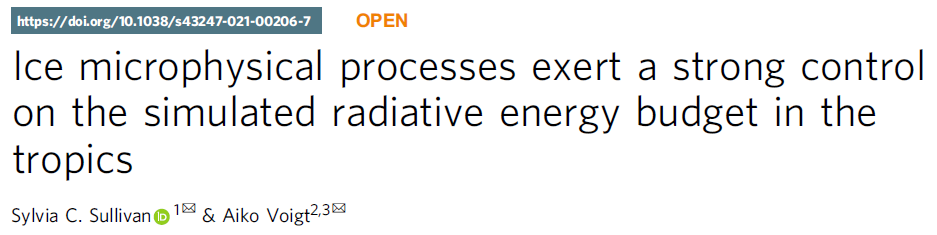 https://doi.org/10.1038/s43247-021-00206-7 OPEN
Ice microphysical processes exert a strong control
on the simulated radiative energy budget in the
tropics
Sylvia C. Sullivan iD 1✉ & Aiko Voigt2,3✉